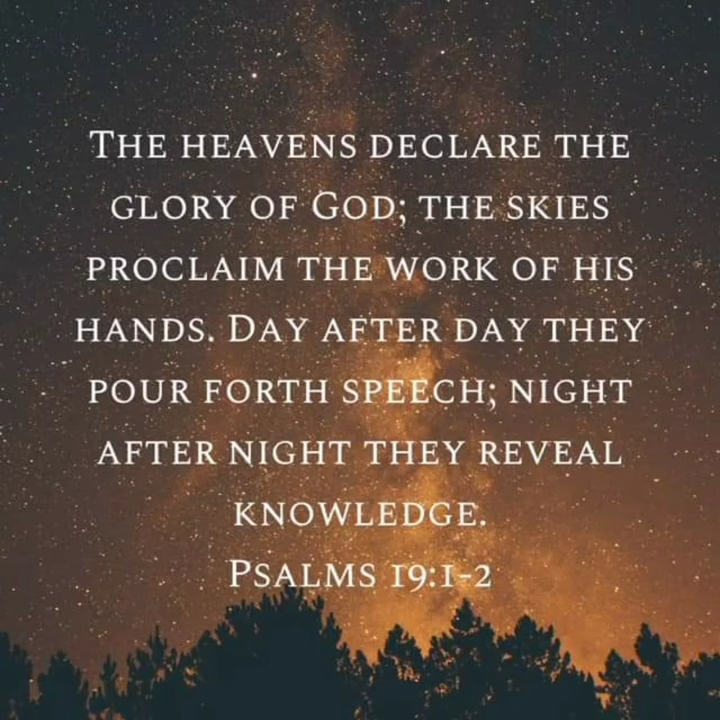 The heavens declare the
glory of God; the skies
proclaim the work of his
hands. Day after day they
pour forth speech; night
after night they reveal
knowledge.
Psalms 19:1-2